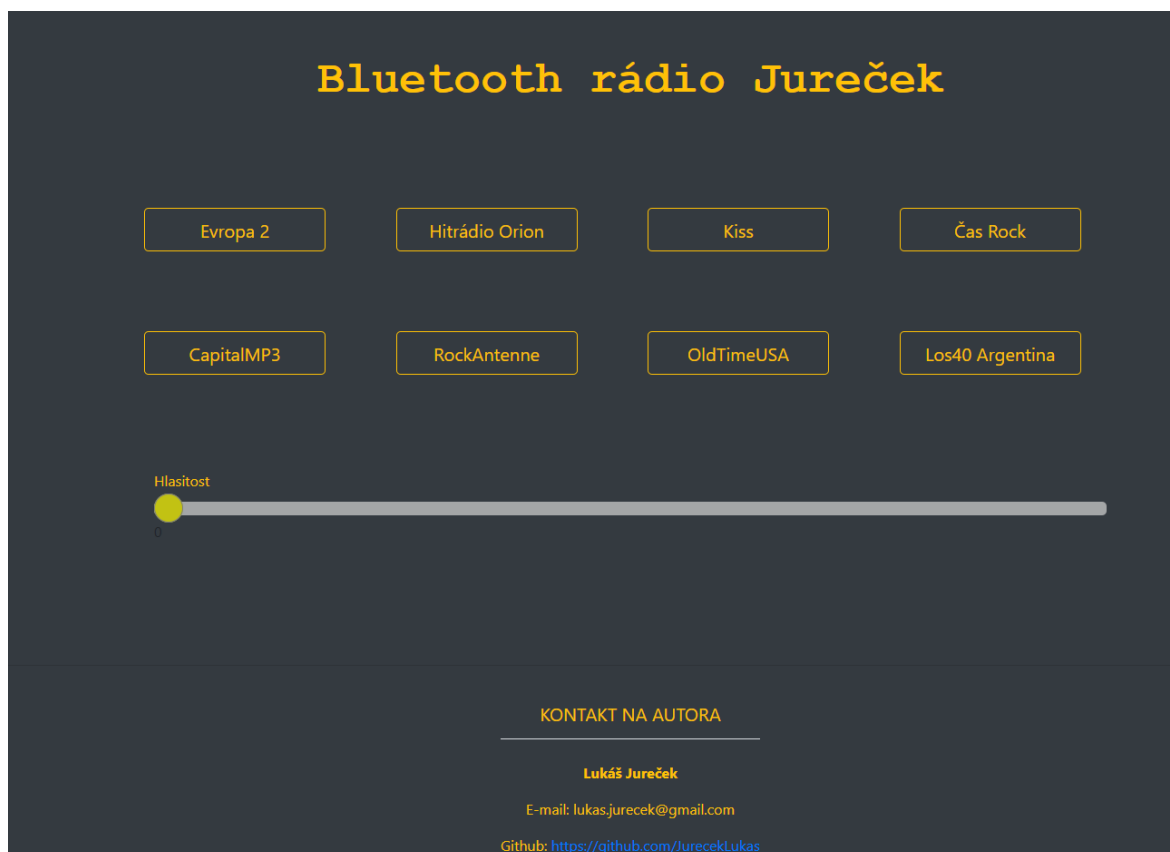 Bluetooth rádio Jureček
Evropa 2 Hitrádio Orion Kiss Čas Rock
CapitalMP3 RockAntenne OldTimeUSA Los40 Argentina
Hlasitost
0
KONTAKT NA AUTORA
Lukáš Jureček
E-mail: lukas.jurecek@gmail.com
Github: https://github.com/JurecekLukas